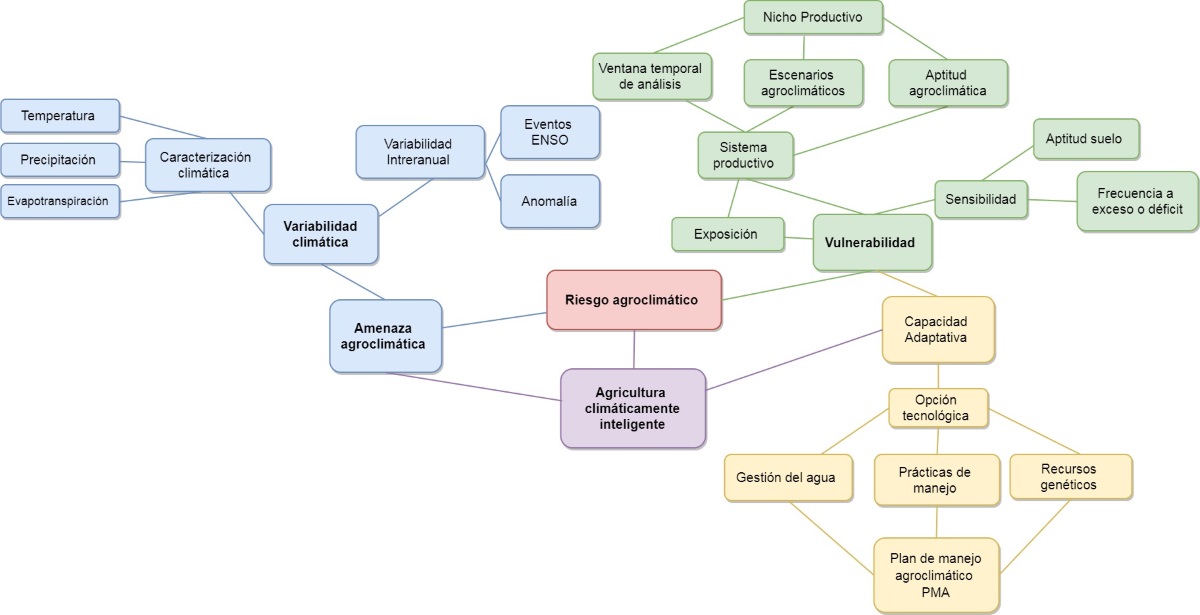 Nicho Productivo
Ventana temporal
de análisis
Escenarios
agroclimáticos
Aptitud
agroclimática
Temperatura
Precipitación
Evapotranspiración
Caracterización
climática
Variabilidad
Intreranual
Eventos
ENSO
Anomalía
Sistema
productivo
Aptitud suelo
Sensibilidad
Frecuencia a
exceso o déficit
Variabilidad
climática
Exposición
Vulnerabilidad
Riesgo agroclimático
Amenaza
agroclimática
Capacidad
Adaptativa
Agricultura
climáticamente
inteligente
Opción
tecnológica
Gestión del agua
Prácticas de
manejo
Recursos
genéticos
Plan de manejo
agroclimático
PMA